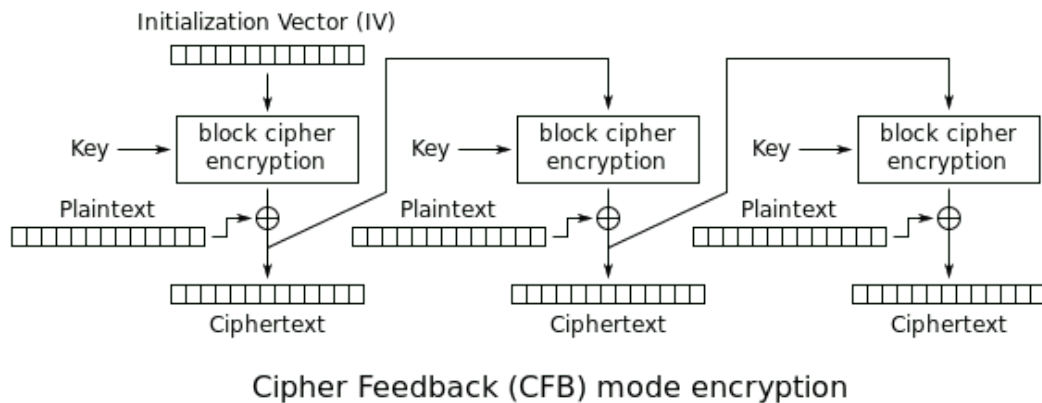 Initialization Vector (IV)
Key
block cipher
encryption
Key
block cipher
encryption
Key
block cipher
encryption
Plaintext
Plaintext
Plaintext
Ciphertext
Ciphertext
Ciphertext
Cipher Feedback (CFB) mode encryption